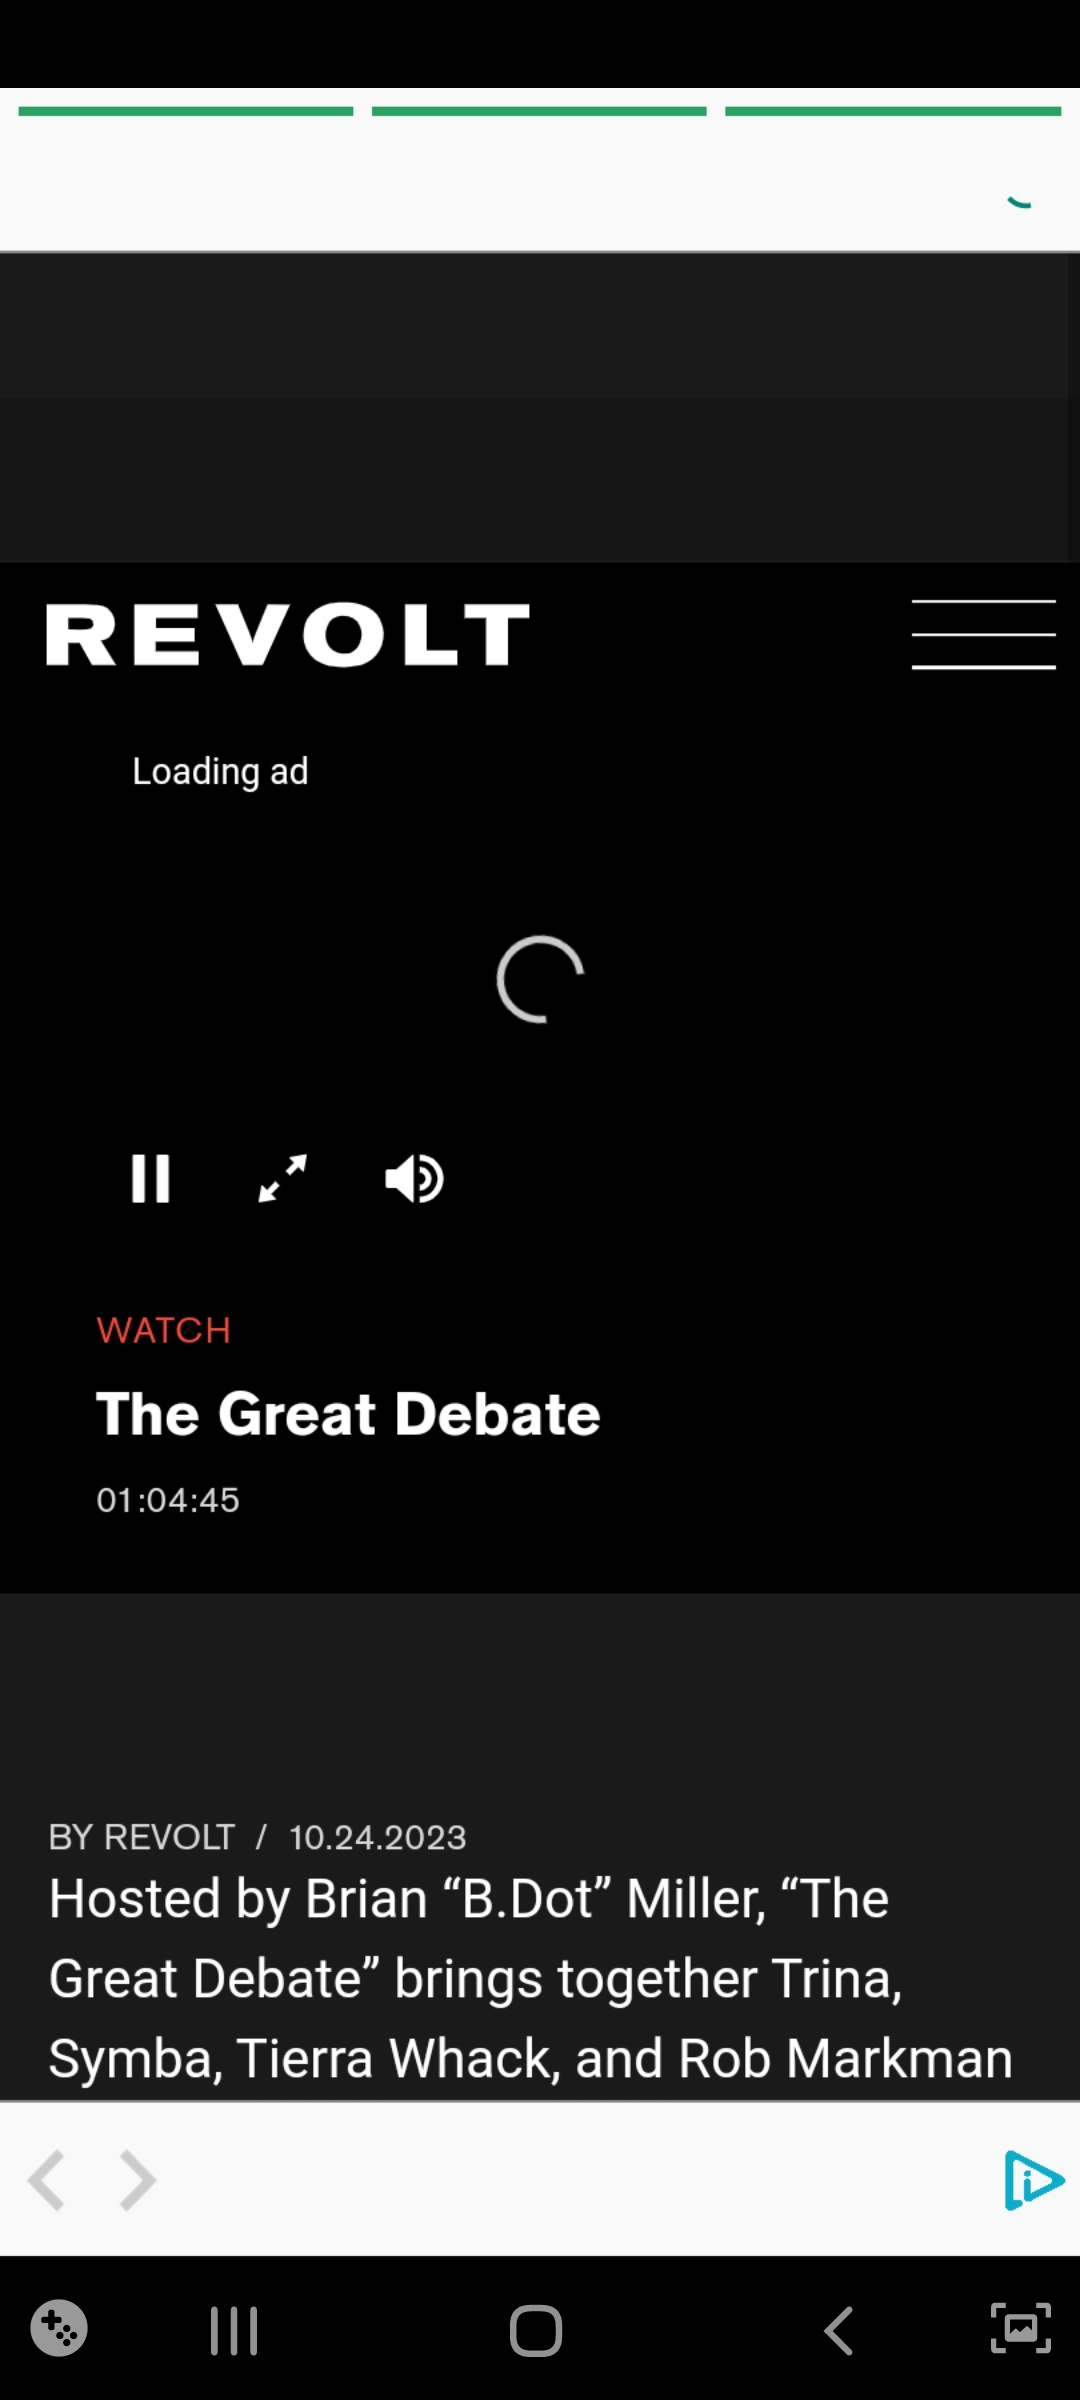 REVOLT
Loading ad
WATCH
The Great Debate
01:04:45
BY REVOLT / 10.24.2023
Hosted by Brian “B.Dot” Miller, “The
Great Debate” brings together Trina,
Symba, Tierra Whack, and Rob Markman